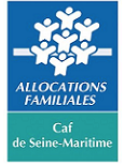 ALLOCATIONS
FAMILIALES
Caf
de Seine-Maritime